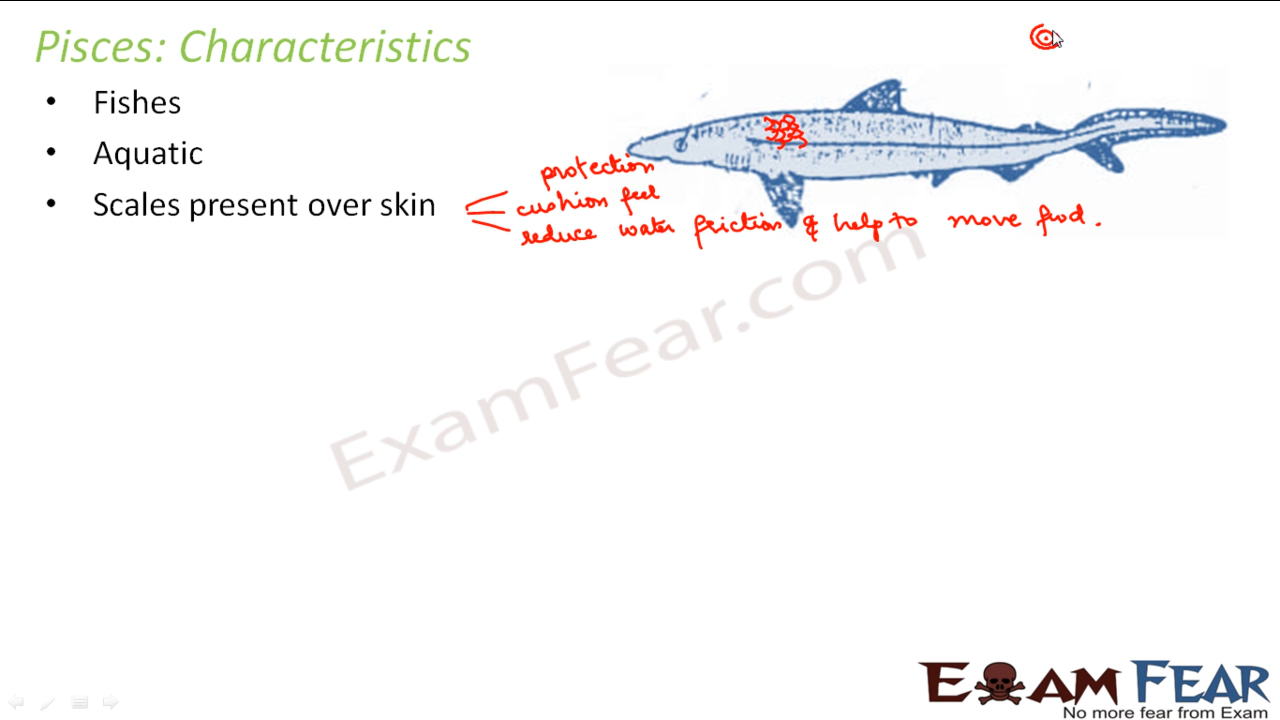 Pisces: Characteristics
• Fishes
• Aquatic
• Scales present over skin
protection
cushion feel
reduce water friction & help to move fwd.
ExamFear.com
EXAM FEAR
No more fear from Exam